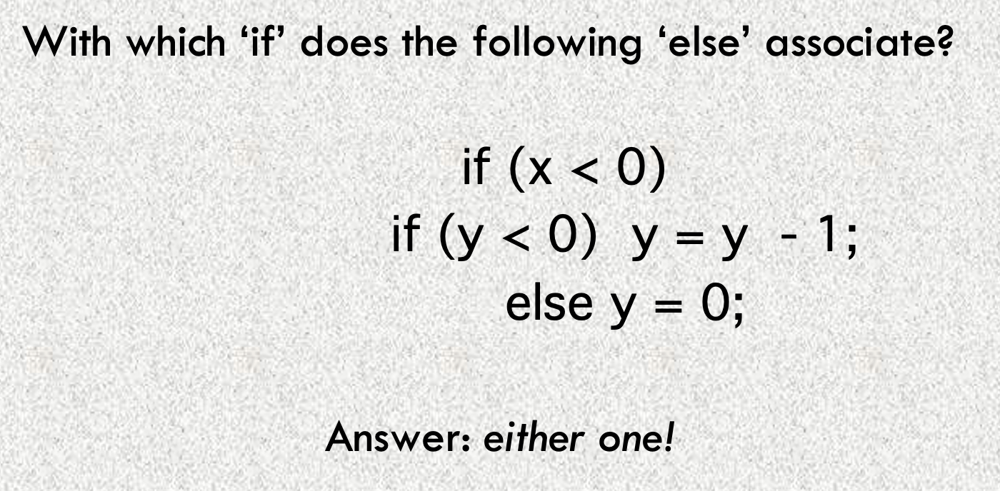 With which ‘if’ does the following ‘else’ associate?
if (x < 0)
if (y < 0) y = y - 1;
else y = 0;
Answer: either one!